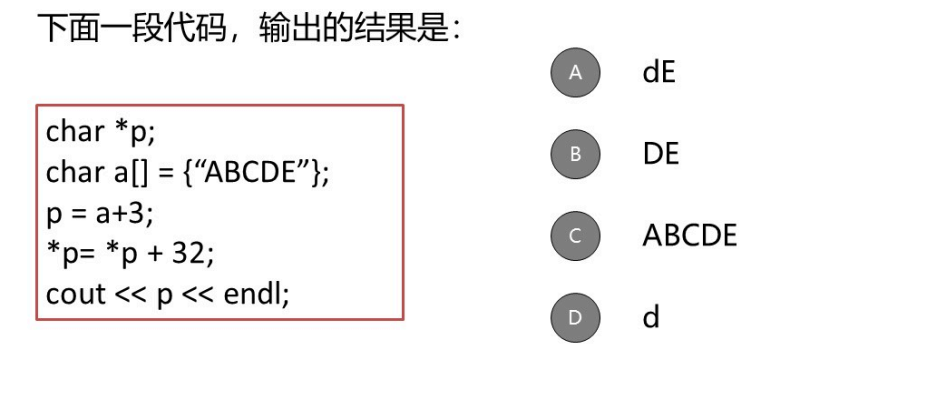 下面一段代码，输出的结果是：
char *p;
char a[] = {“ABCDE”};
p = a+3;
*p= *p + 32;
cout << p << endl;
A dE
B DE
C ABCDE
D d